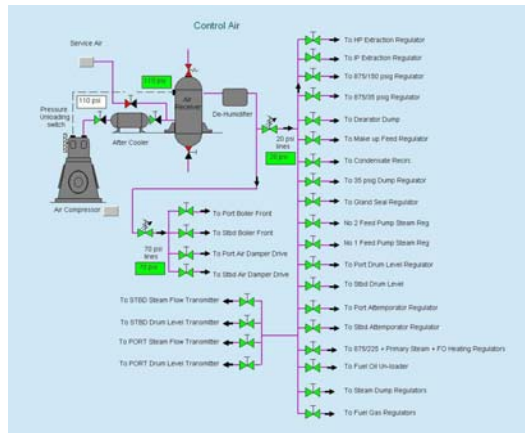 Control Air
Service Air
110 psi
110 psi
Pressure
Unloading
switch
Air
Receiver
De-Humidifier
After Cooler
Air Compressor
20 psi
lines
20 psi
70 psi
lines
70 psi
To Port Boiler Front
To Stbd Boiler Front
To Port Air Damper Drive
To Stbd Air Damper Drive
To STBD Steam Flow Transmitter
To STBD Drum Level Transmitter
To PORT Steam Flow Transmitter
To PORT Drum Level Transmitter
To HP Extraction Regulator
To IP Extraction Regulator
To 875/150 psig Regulator
To 875/35 psig Regulator
To Dearator Dump
To Make up Feed Regulator
To Condensate Recirc.
To 35 psig Dump Regulator
To Gland Seal Regulator
No.2 Feed Pump Steam Reg
No.1 Feed Pump Steam Reg
To Port Drum Level Regulator
To Stbd Drum Level
To Port Attemporator Regulator
To Stbd Attemporator Regulator
To 875/225 + Primary Steam + FO Heating Regulators
To Fuel Oil Un-loader
To Steam Dump Regulators
To Fuel Gas Regulators